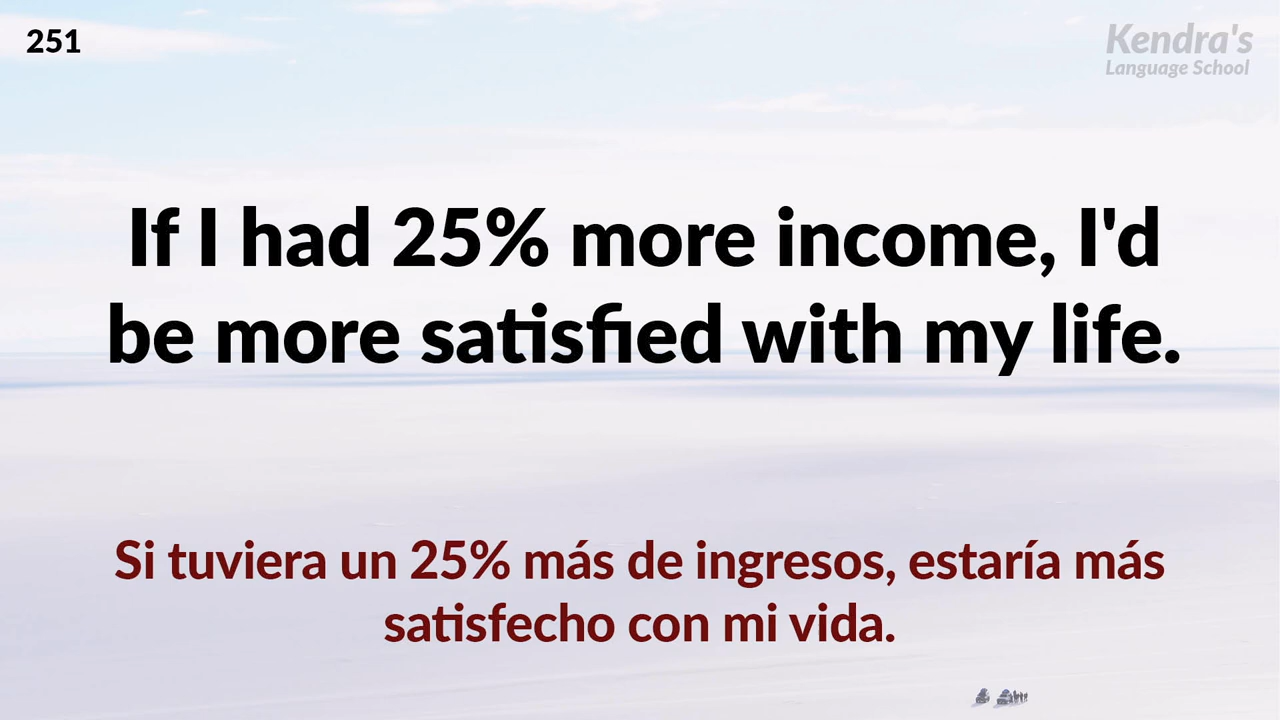 251
Kendra's
Language School
If I had 25% more income, I'd
be more satisfied with my life.
Si tuviera un 25% más de ingresos, estaría más
satisfecho con mi vida.